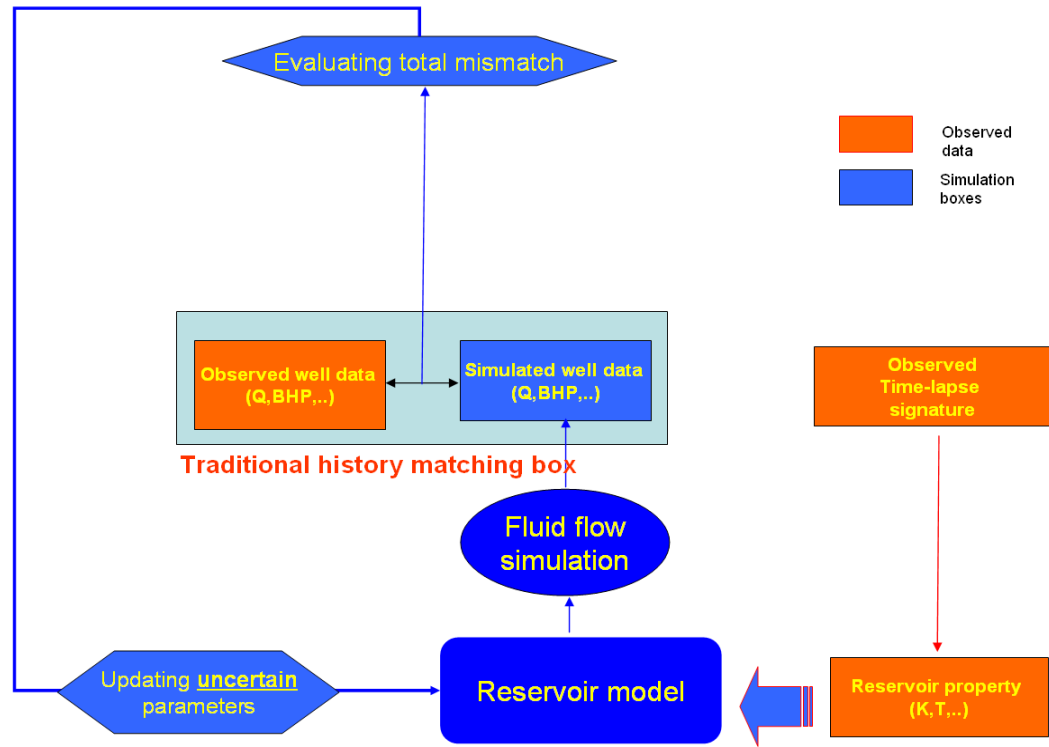 Evaluating total mismatch
Observed
data
Simulation
boxes
Observed well data
(Q,BHP,..)
Simulated well data
(Q,BHP,..)
Observed
Time-lapse
signature
Traditional history matching box
Fluid flow
simulation
Updating uncertain
parameters
Reservoir model
Reservoir property
(K,T,..)